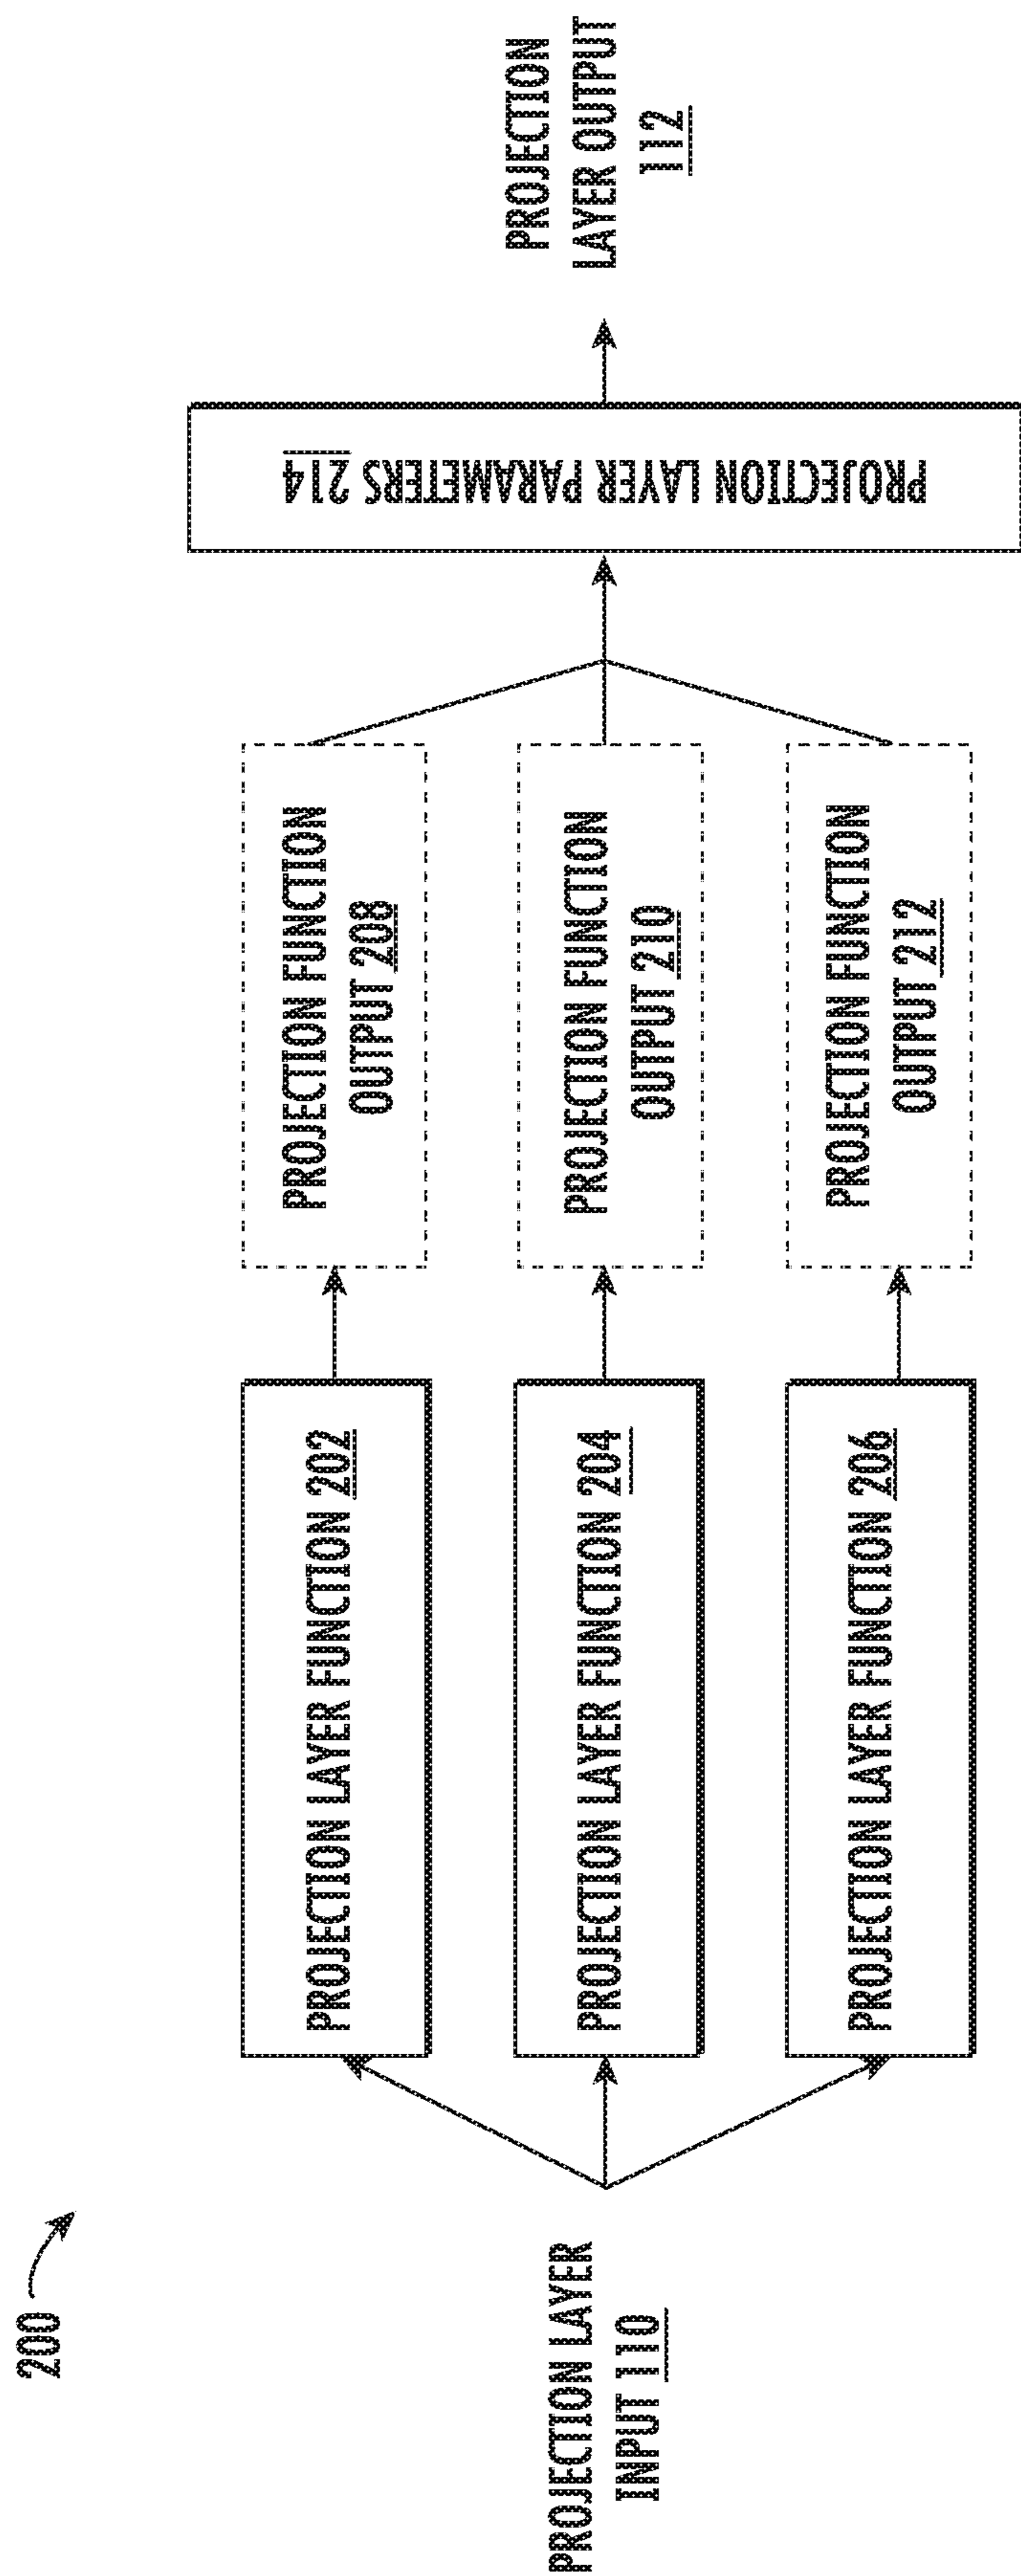 200
PROJECTION LAYER
INPUT 110
PROJECTION LAYER FUNCTION 202
PROJECTION LAYER FUNCTION 204
PROJECTION LAYER FUNCTION 206
PROJECTION FUNCTION
OUTPUT 208
PROJECTION FUNCTION
OUTPUT 210
PROJECTION FUNCTION
OUTPUT 212
PROJECTION LAYER PARAMETERS 214
PROJECTION
LAYER OUTPUT
112